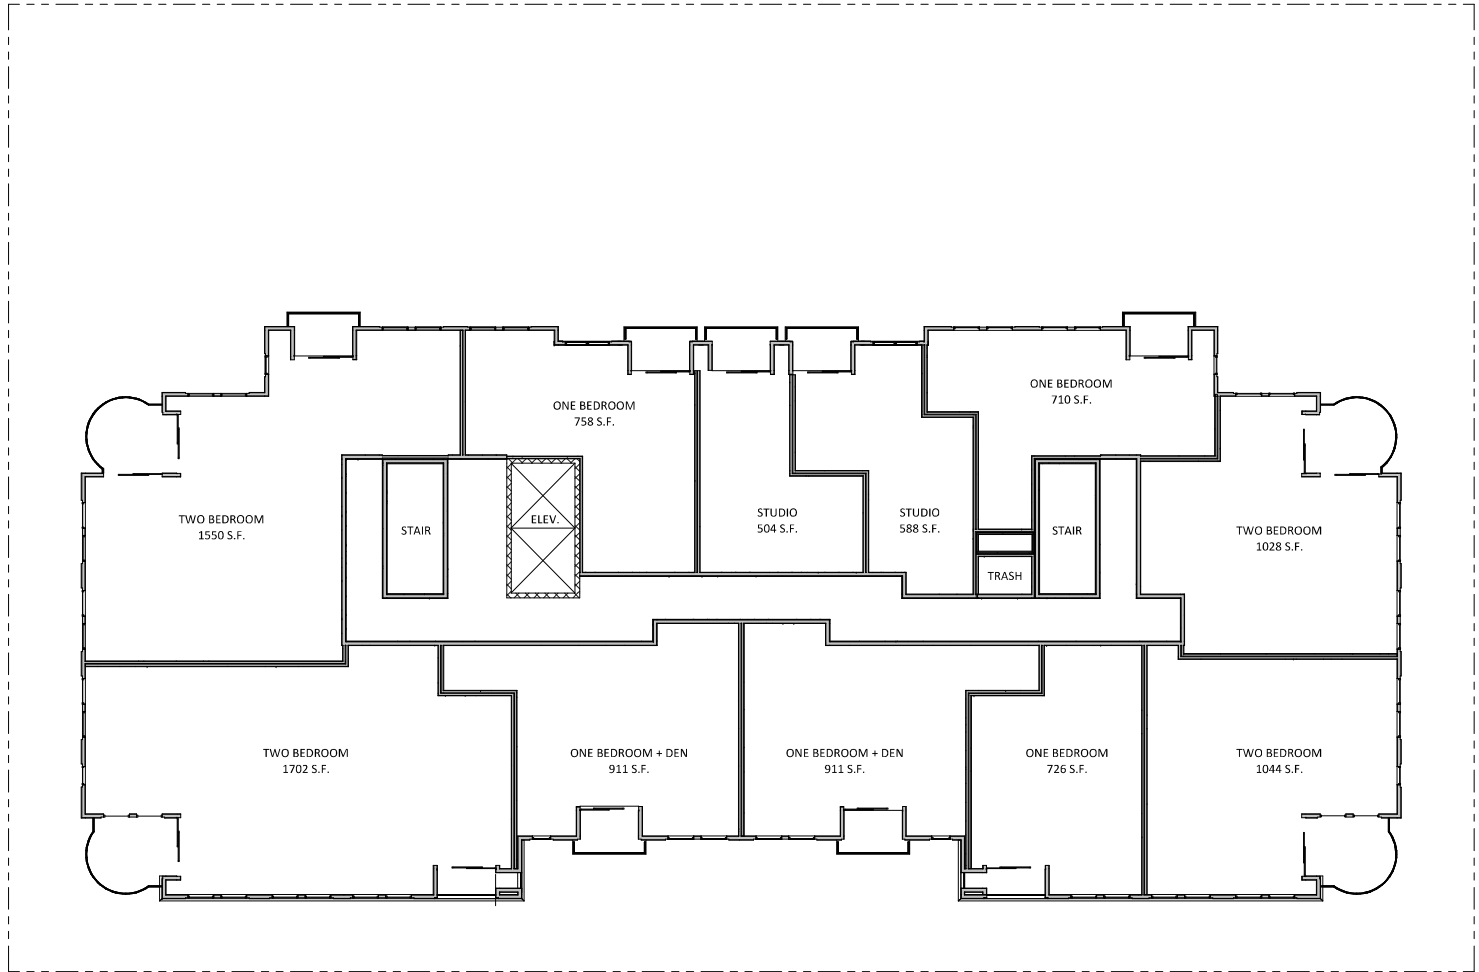 ONE BEDROOM
710 S.F.
ONE BEDROOM
758 S.F.
TWO BEDROOM
1550 S.F.
STAIR
ELEV.
STUDIO
504 S.F.
STUDIO
588 S.F.
STAIR
TRASH
TWO BEDROOM
1028 S.F.
TWO BEDROOM
1702 S.F.
ONE BEDROOM + DEN
911 S.F.
ONE BEDROOM + DEN
911 S.F.
ONE BEDROOM
726 S.F.
TWO BEDROOM
1044 S.F.